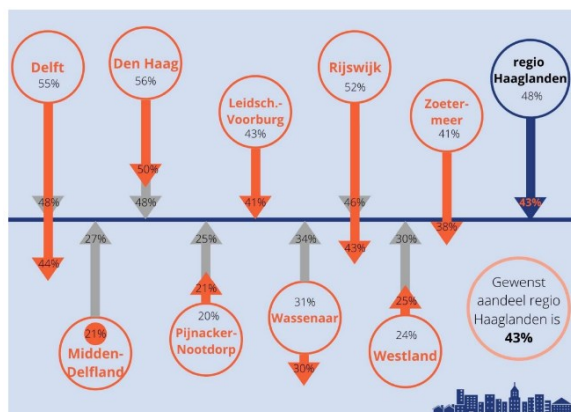 Delft
55%
48%
44%
Den Haag
56%
50%
48%
Leidsch.-
Voorburg
43%
41%
Rijswijk
52%
46%
43%
Zoeter-
meer
41%
38%
regio
Haaglanden
48%
43%
27%
21%
Midden-
Delfland
25%
21%
20%
Pijnacker-
Nootdorp
34%
31%
Wassenaar
30%
30%
25%
Westland
24%
Gewenst
aandeel regio
Haaglanden is
43%